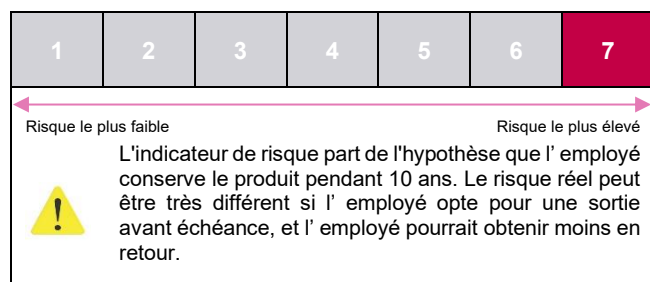 1 2 3 4 5 6 7
Risque le plus faible Risque le plus élevé
L'indicateur de risque part de l'hypothèse que l' employé
conserve le produit pendant 10 ans. Le risque réel peut
être très différent si l' employé opte pour une sortie
avant échéance, et l' employé pourrait obtenir moins en
retour.
!